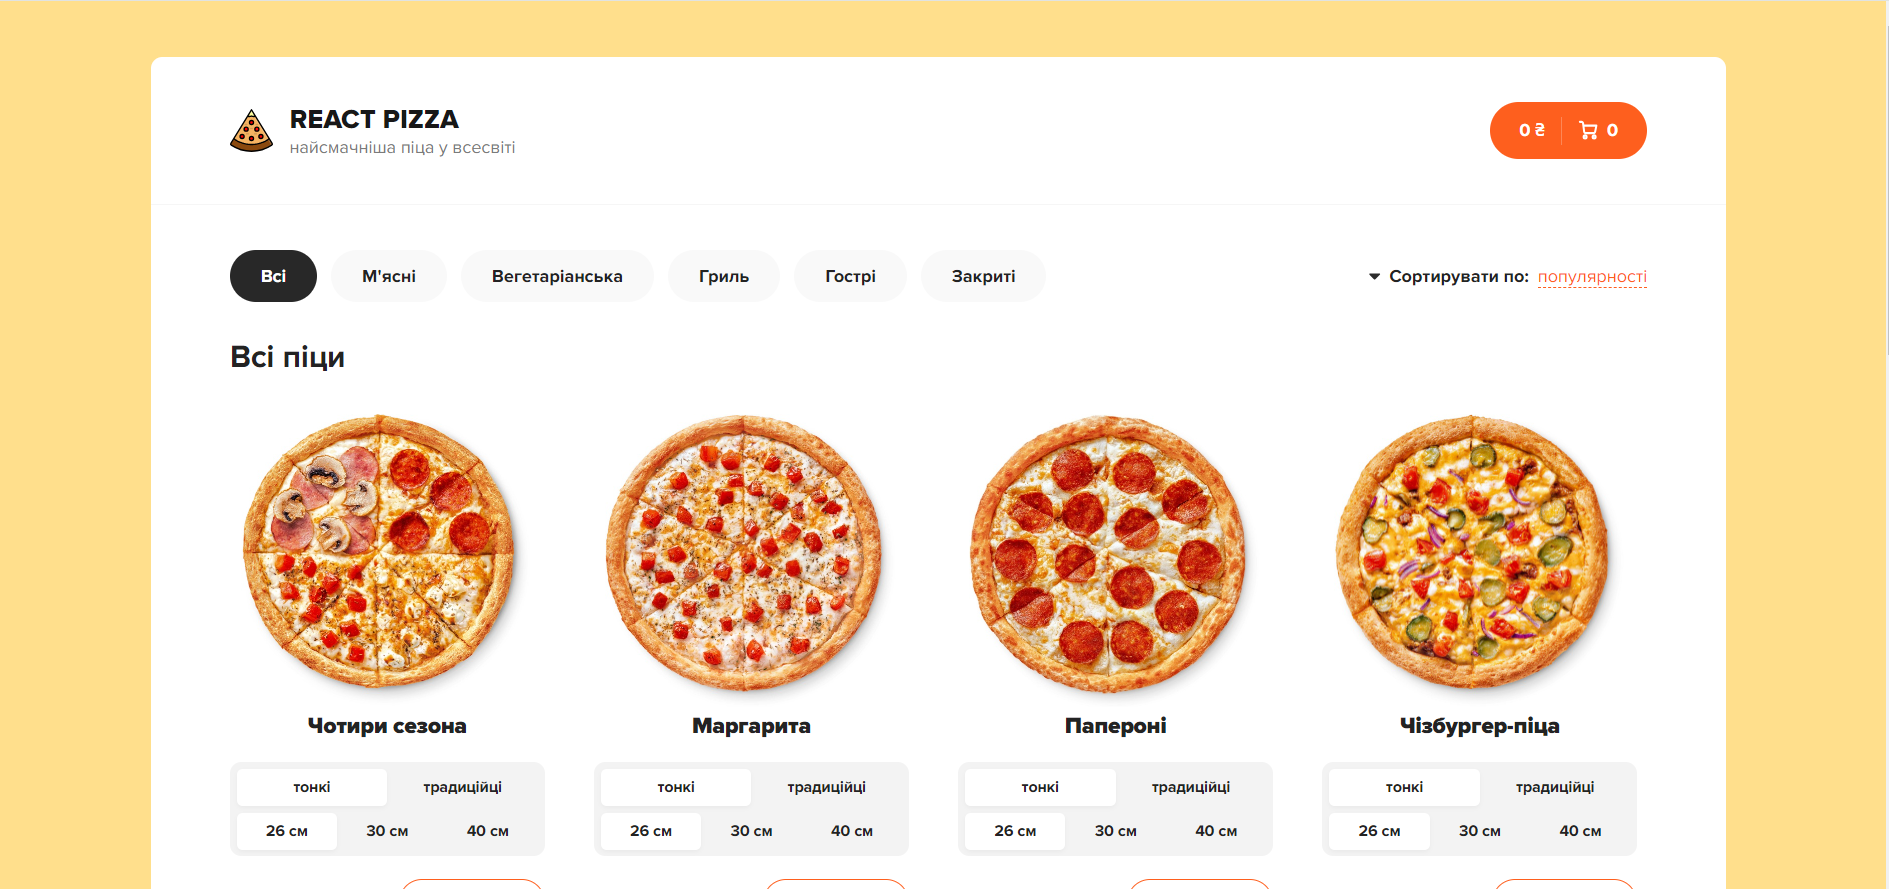 REACT PIZZA
найсмачніша піца у всесвіті
0 ₴ 0
Всі М'ясні Вегетаріанська Гриль Гострі Закриті Сортирувати по: популярності
Всі піци
Чотири сезона Маргарита Папероні Чізбургер-піца
тонкі традиційці тонкі традиційці тонкі традиційці тонкі традиційці
26 см 30 см 40 см 26 см 30 см 40 см 26 см 30 см 40 см 26 см 30 см 40 см